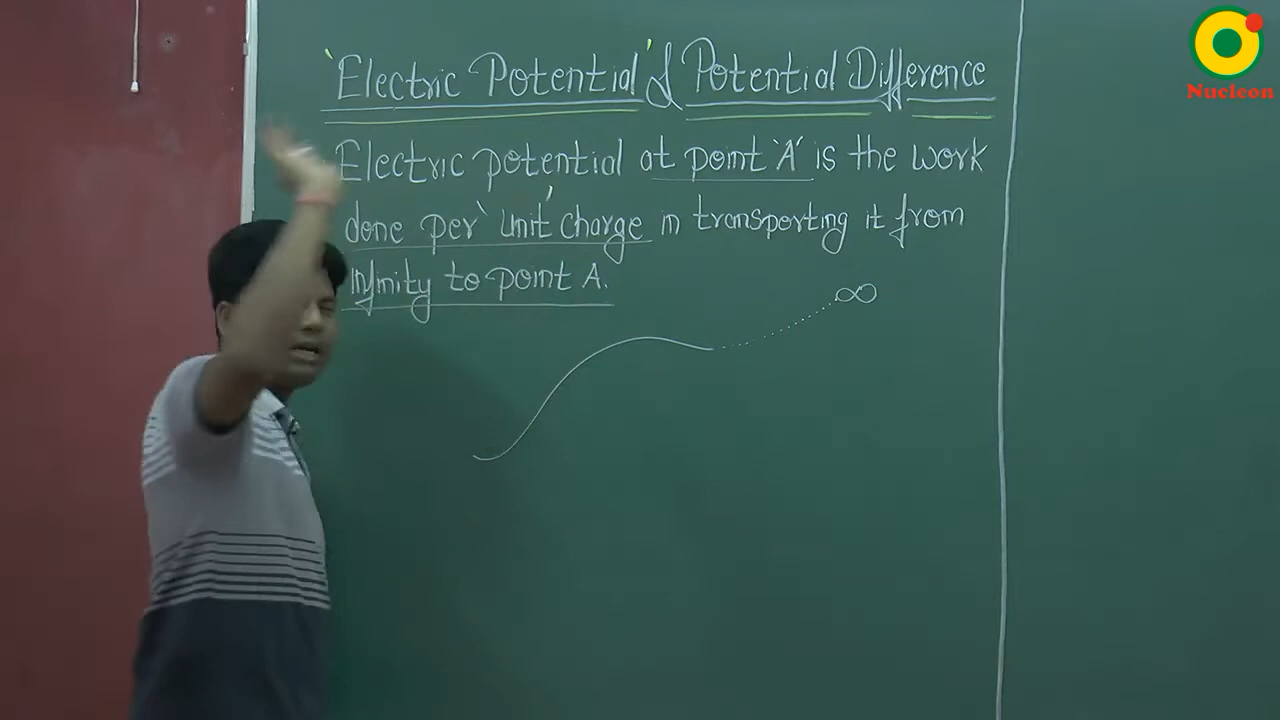 'Electric Potential' & Potential Difference
Electric potential at point 'A' is the work
done per 'unit' charge in transporting it from
infinity to point A.
∞
Nucleon